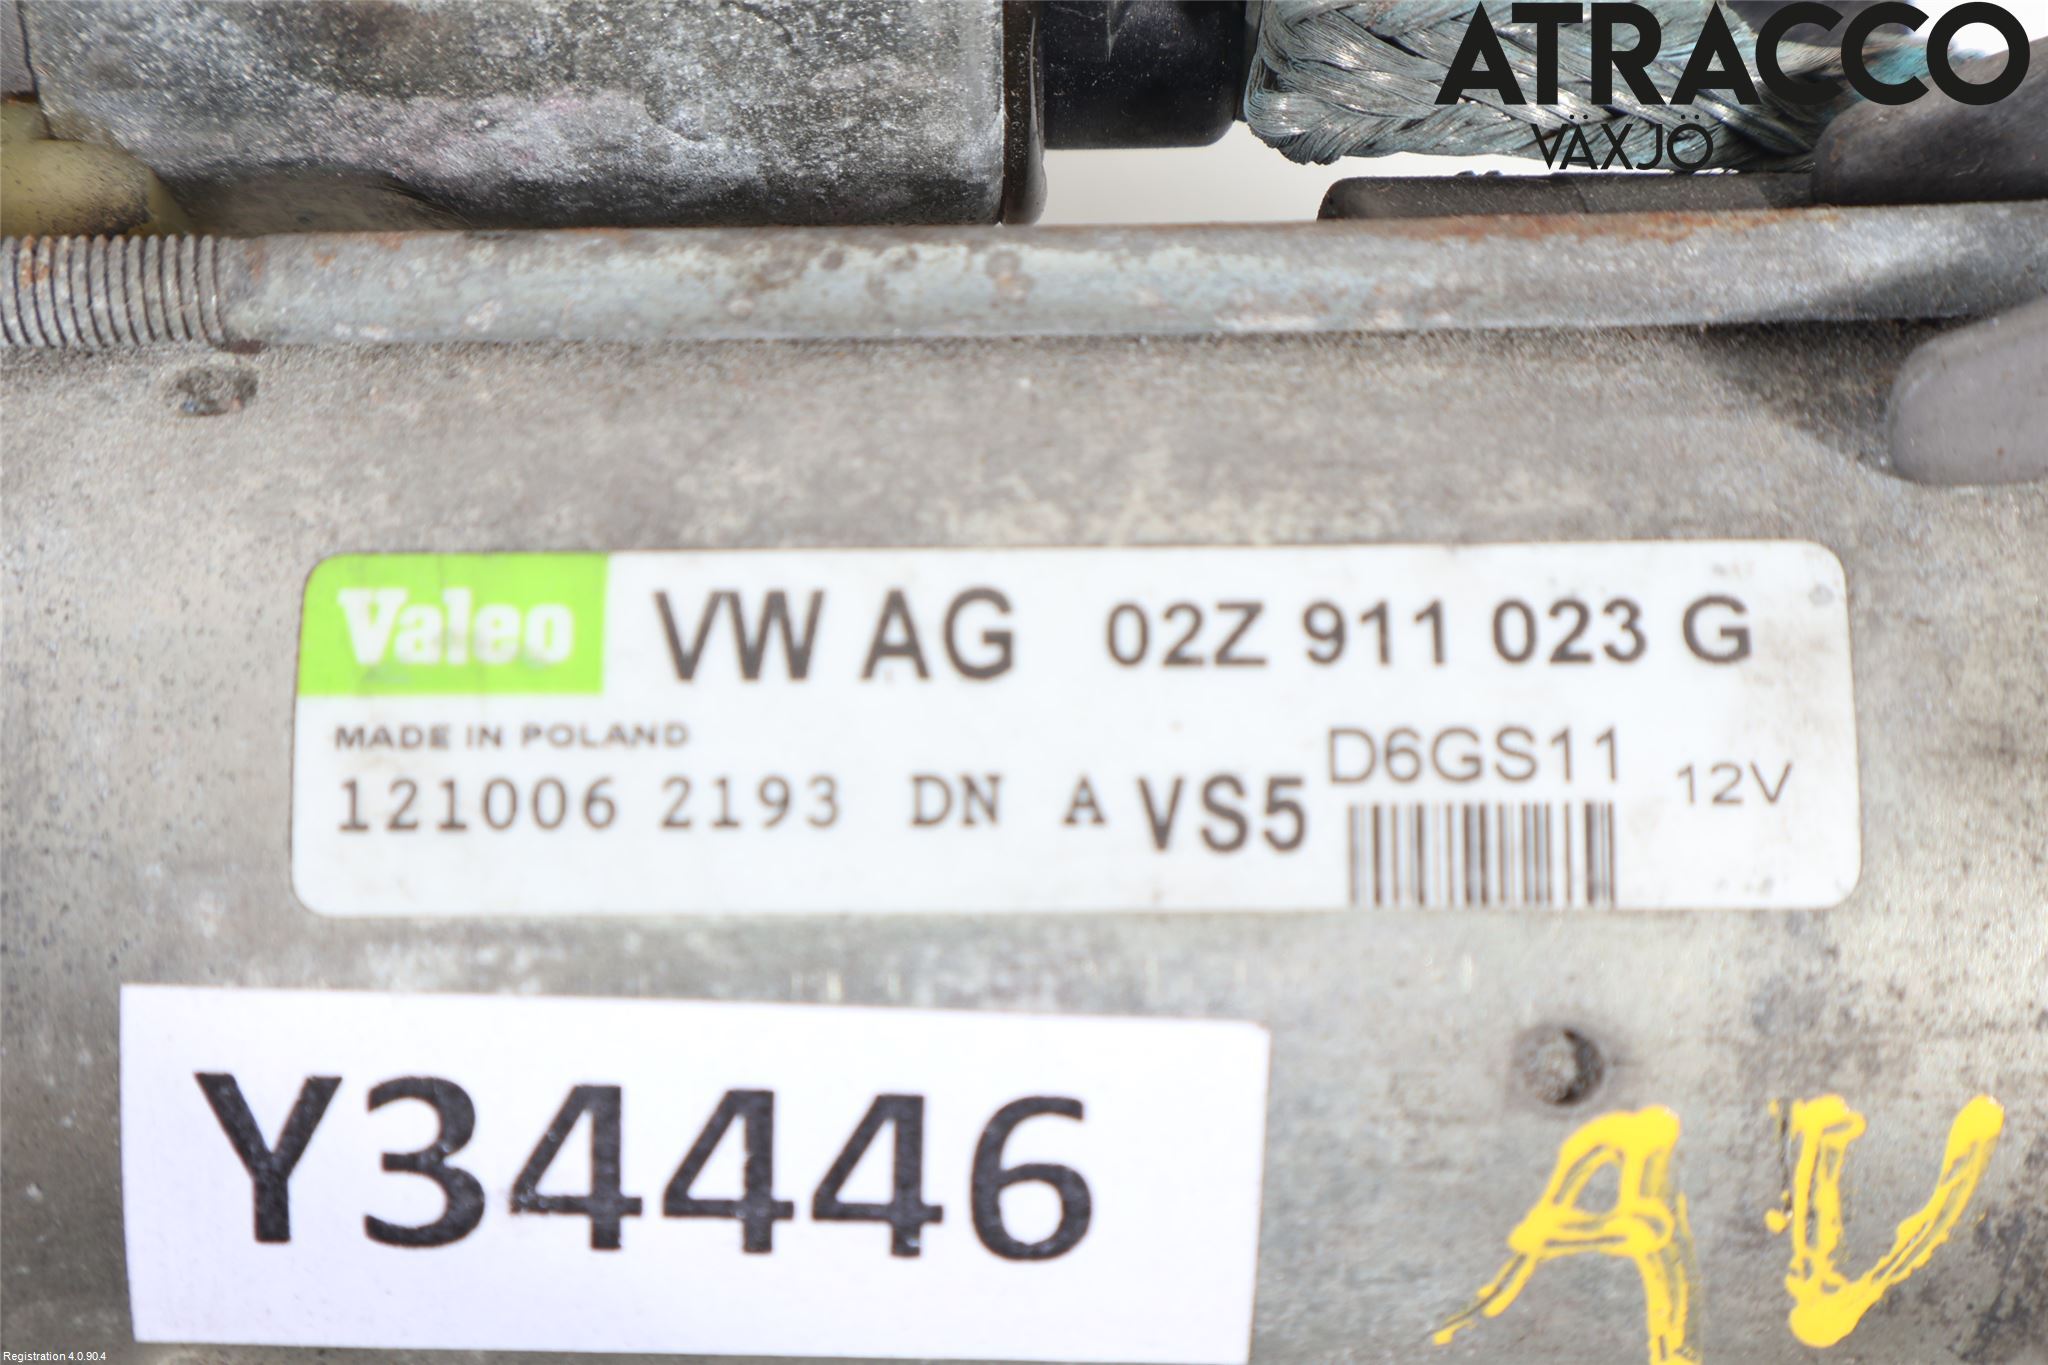 ATRACCO
VÄXJÖ
Valeo VW AG 02Z 911 023 G
MADE IN POLAND
121006 2193 DN A VS5 D6GS11 12V
Y34446
AV
Registration 4.0.90.4